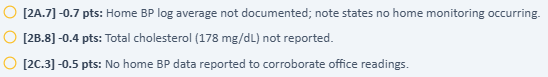 [2A.7] -0.7 pts: Home BP log average not documented; note states no home monitoring occurring.
[2B.8] -0.4 pts: Total cholesterol (178 mg/dL) not reported.
[2C.3] -0.5 pts: No home BP data reported to corroborate office readings.